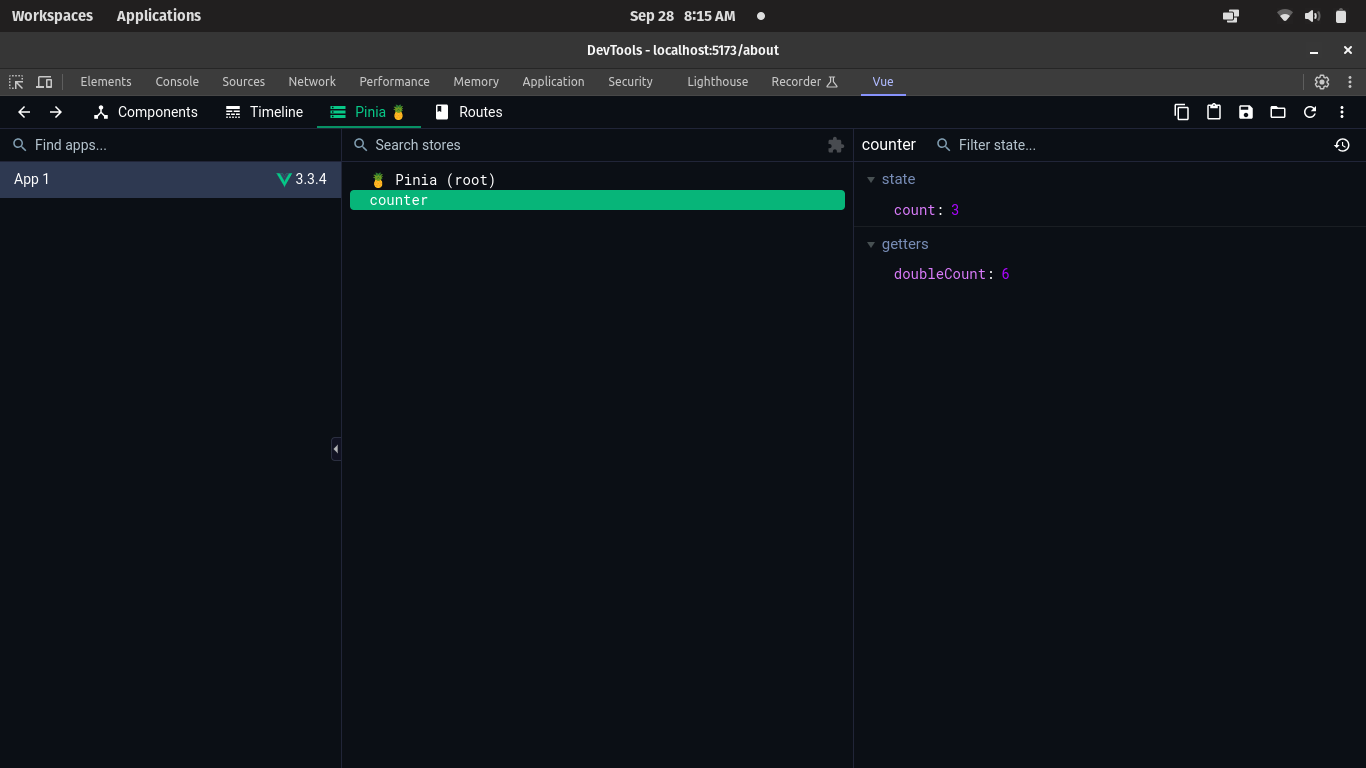 Workspaces Applications Sep 28 8:15 AM
DevTools - localhost:5173/about
Elements Console Sources Network Performance Memory Application Security Lighthouse Recorder Vue
Components Timeline Pinia 🍍 Routes
Find apps... Search stores counter Filter state...
App 1 3.3.4 🍍 Pinia (root) state
counter
count: 3
getters
doubleCount: 6